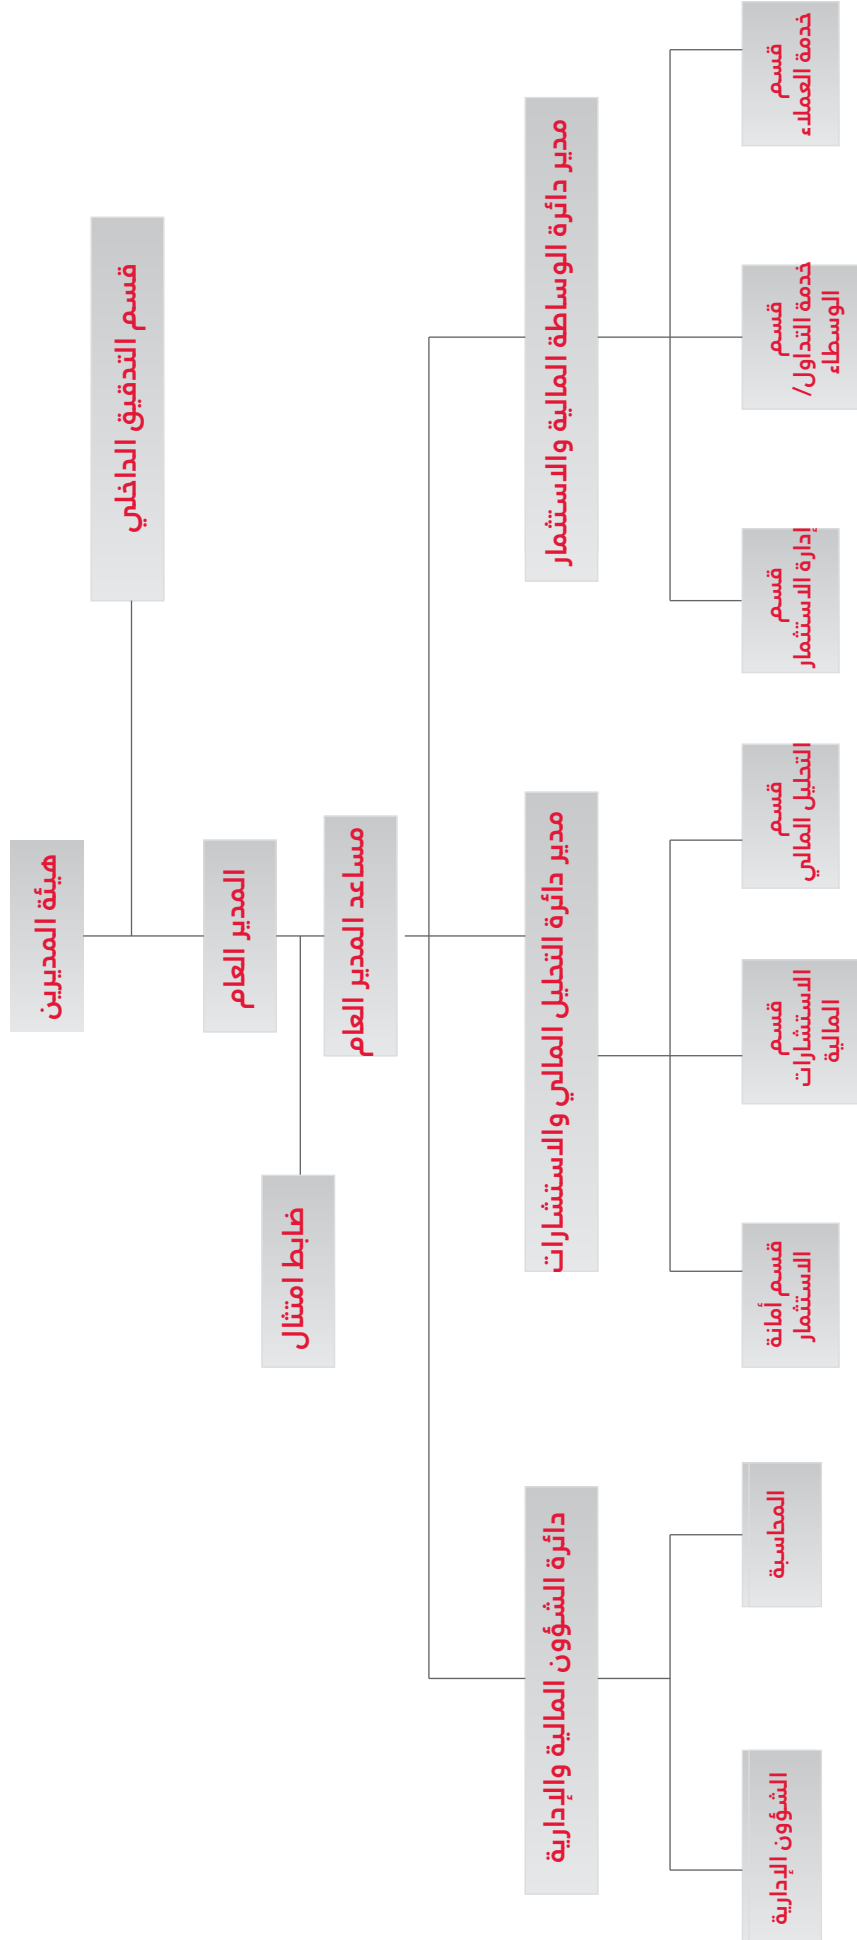 هيئة المديرين
قسم التدقيق الداخلي
المدير العام
ضابط امتثال
مساعد المدير العام
مدير دائرة الوساطة المالية والاستثمار
مدير دائرة التحليل المالي والاستشارات
دائرة الشؤون المالية والإدارية
قسم
خدمة العملاء
قسم
خدمة التداول/
الوسطاء
قسم
إدارة الاستثمار
قسم
التحليل المالي
قسم
الاستشارات
المالية
قسم أمانة
الاستثمار
المحاسبة
الشؤون الإدارية